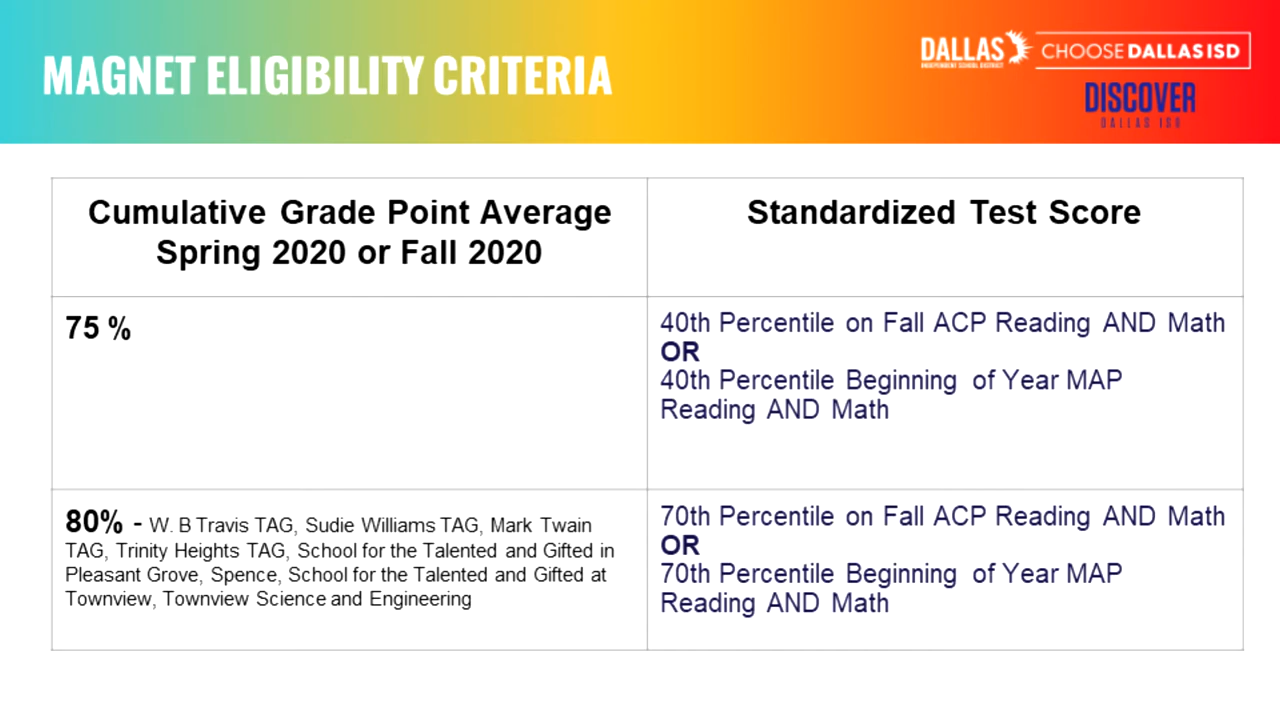 MAGNET ELIGIBILITY CRITERIA
DALLAS
INDEPENDENT SCHOOL DISTRICT
CHOOSE DALLAS ISD
DISCOVER
DALLAS ISD
Cumulative Grade Point Average
Spring 2020 or Fall 2020
Standardized Test Score
75 %
40th Percentile on Fall ACP Reading AND Math
OR
40th Percentile Beginning of Year MAP
Reading AND Math
80% - W. B Travis TAG, Sudie Williams TAG, Mark Twain
TAG, Trinity Heights TAG, School for the Talented and Gifted in
Pleasant Grove, Spence, School for the Talented and Gifted at
Townview, Townview Science and Engineering
70th Percentile on Fall ACP Reading AND Math
OR
70th Percentile Beginning of Year MAP
Reading AND Math